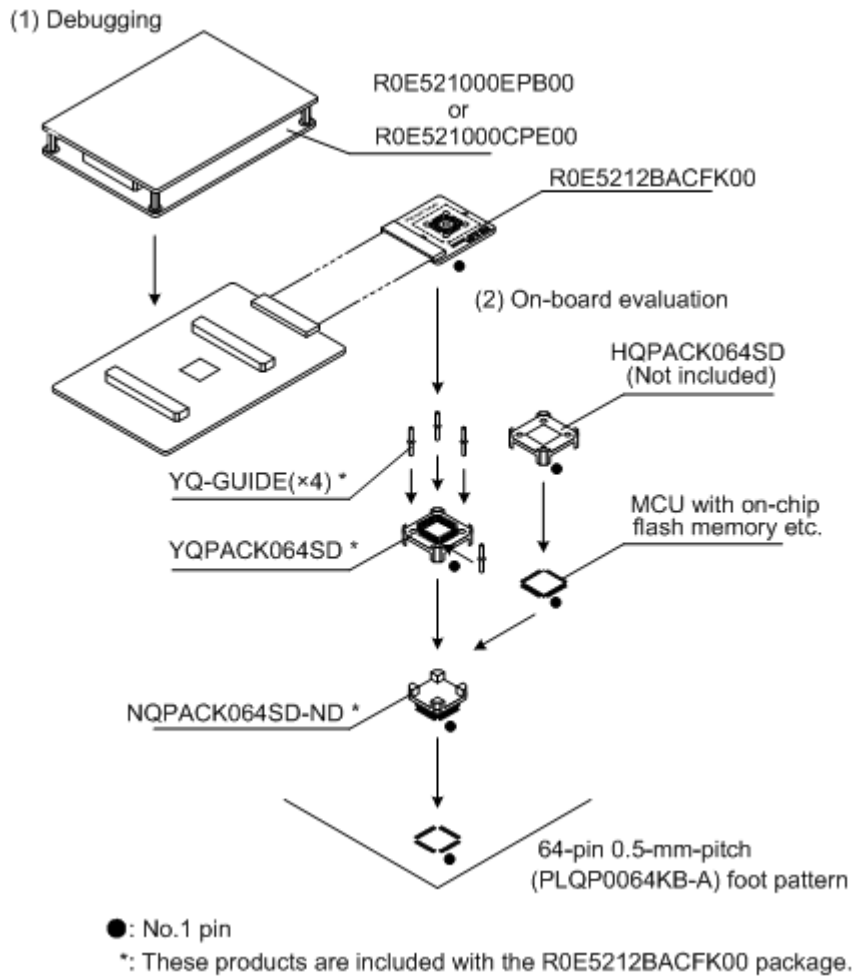 (1) Debugging
R0E521000EPB00
or
R0E521000CPE00
R0E5212BACFK00
(2) On-board evaluation
HQPACK064SD
(Not included)
YQ-GUIDE(×4) *
MCU with on-chip
flash memory etc.
YQPACK064SD *
NQPACK064SD-ND *
64-pin 0.5-mm-pitch
(PLQP0064KB-A) foot pattern
●: No.1 pin
*: These products are included with the R0E5212BACFK00 package.